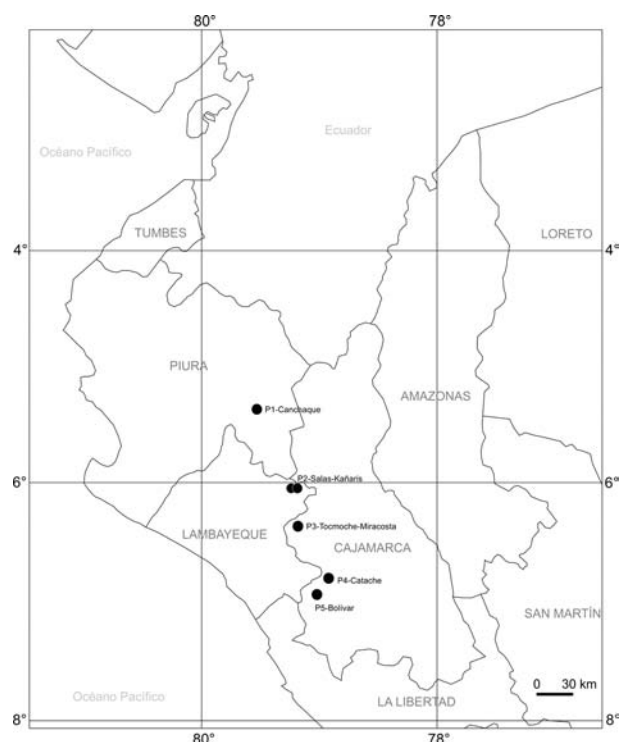 80°
78°
Ecuador
Océano Pacífico
TUMBES
LORETO
4°
4°
PIURA
AMAZONAS
P1-Canchaque
P2-Salas-Kañaris
6°
6°
P3-Tocmoche-Miracosta
LAMBAYEQUE
CAJAMARCA
P4-Catache
P5-Bolívar
SAN MARTÍN
0 30 km
Océano Pacífico
LA LIBERTAD
8°
8°
80°
78°